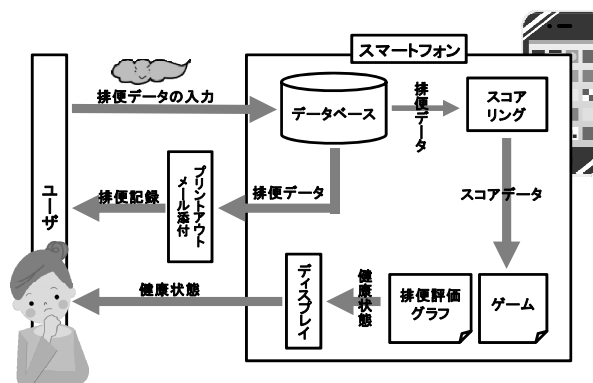 スマートフォン
排便データの入力
データベース
排便データ
スコア
リング
ユーザ
排便記録
プリントアウト
メール添付
排便データ
スコアデータ
健康状態
ディスプレイ
健康状態
排便評価
グラフ
ゲーム